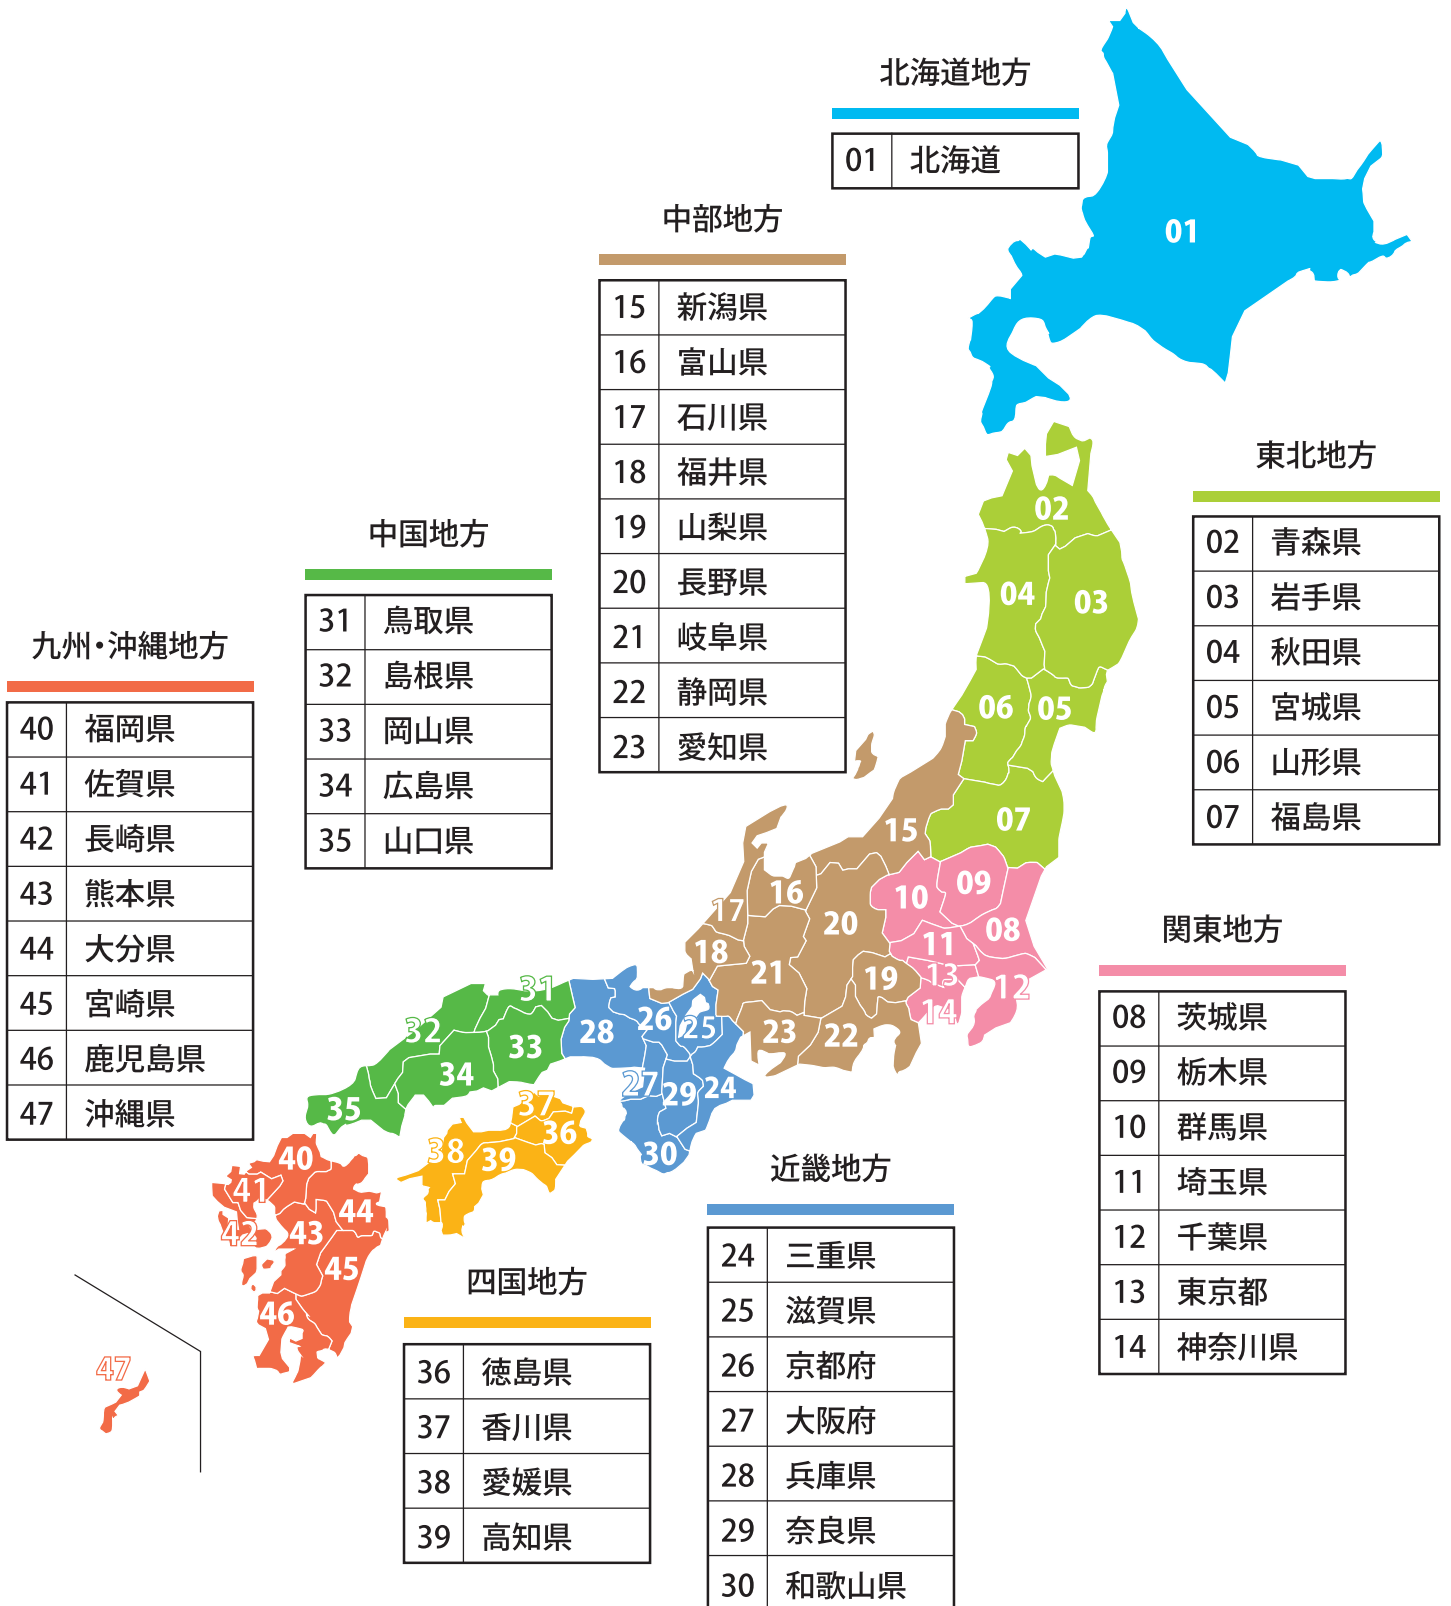 北海道地方
01 北海道
中部地方
15 新潟県
16 富山県
17 石川県
18 福井県
19 山梨県
20 長野県
21 岐阜県
22 静岡県
23 愛知県
東北地方
02 青森県
03 岩手県
04 秋田県
05 宮城県
06 山形県
07 福島県
中国地方
31 鳥取県
32 島根県
33 岡山県
34 広島県
35 山口県
九州・沖縄地方
40 福岡県
41 佐賀県
42 長崎県
43 熊本県
44 大分県
45 宮崎県
46 鹿児島県
47 沖縄県
関東地方
08 茨城県
09 栃木県
10 群馬県
11 埼玉県
12 千葉県
13 東京都
14 神奈川県
近畿地方
24 三重県
25 滋賀県
26 京都府
27 大阪府
28 兵庫県
29 奈良県
30 和歌山県
四国地方
36 徳島県
37 香川県
38 愛媛県
39 高知県
01
02
04
03
06
05
07
15
09
10
08
11
13
12
14
16
17
20
18
21
19
23
22
26
25
28
27
29
24
30
31
32
33
34
35
37
36
38
39
40
41
44
42
43
45
46
47